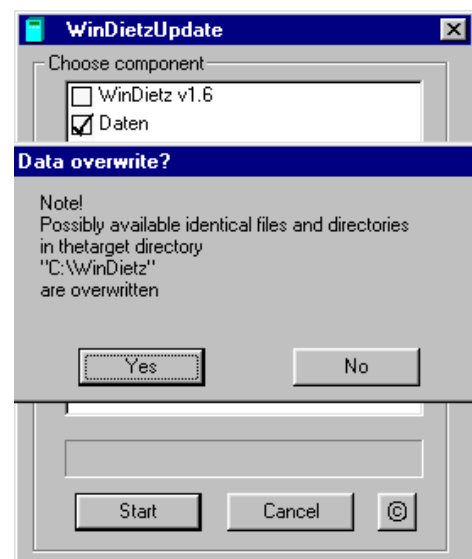 WinDietzUpdate
Choose component
WinDietz v1.6
Daten
Data overwrite?
Note!
Possibly available identical files and directories
in thetarget directory
"C:\WinDietz"
are overwritten
Yes No
Start Cancel ©